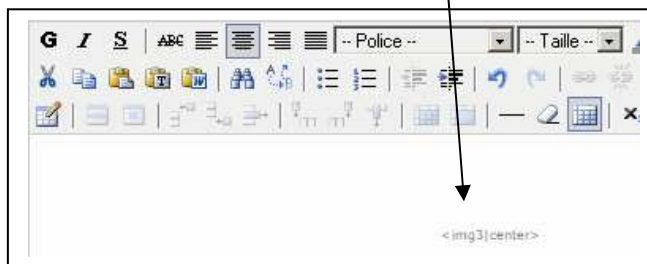 G I S ABC -- Police -- -- Taille --
<img3|center>